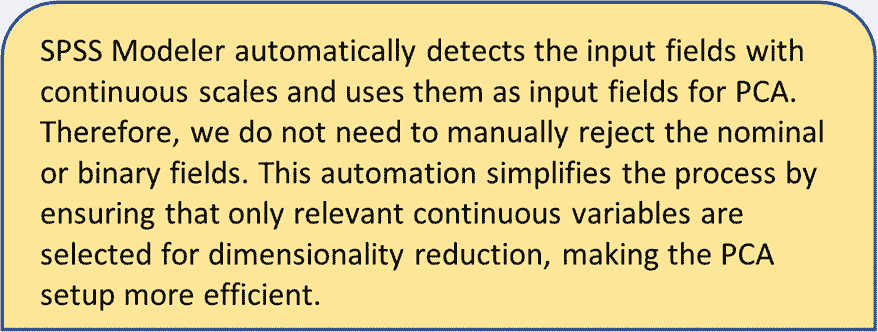 SPSS Modeler automatically detects the input fields with
continuous scales and uses them as input fields for PCA.
Therefore, we do not need to manually reject the nominal
or binary fields. This automation simplifies the process by
ensuring that only relevant continuous variables are
selected for dimensionality reduction, making the PCA
setup more efficient.